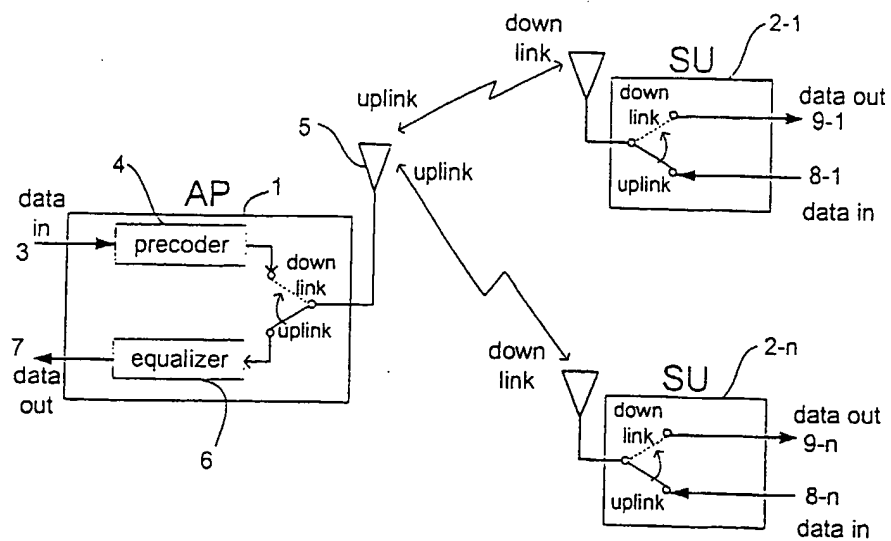 AP
1
4
5
data
in
3
precoder
down
link
uplink
equalizer
6
7
data
out
uplink
down
link
uplink
down
link
SU
2-1
down
link
uplink
data out
9-1
8-1
data in
SU
2-n
down
link
uplink
data out
9-n
8-n
data in